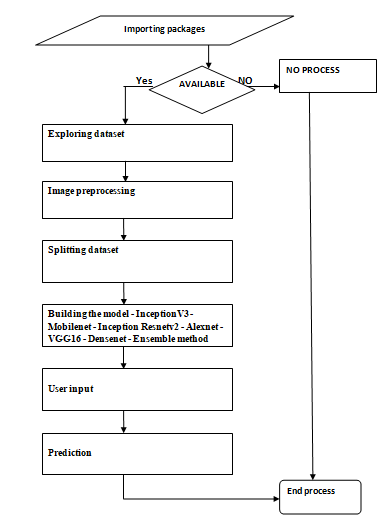 Importing packages
Yes
AVAILABLE
NO
NO PROCESS
Exploring dataset
Image preprocessing
Splitting dataset
Building the model - InceptionV3 -
Mobilenet - Inception Resnetv2 - Alexnet -
VGG16 - Densenet - Ensemble method
User input
Prediction
End process